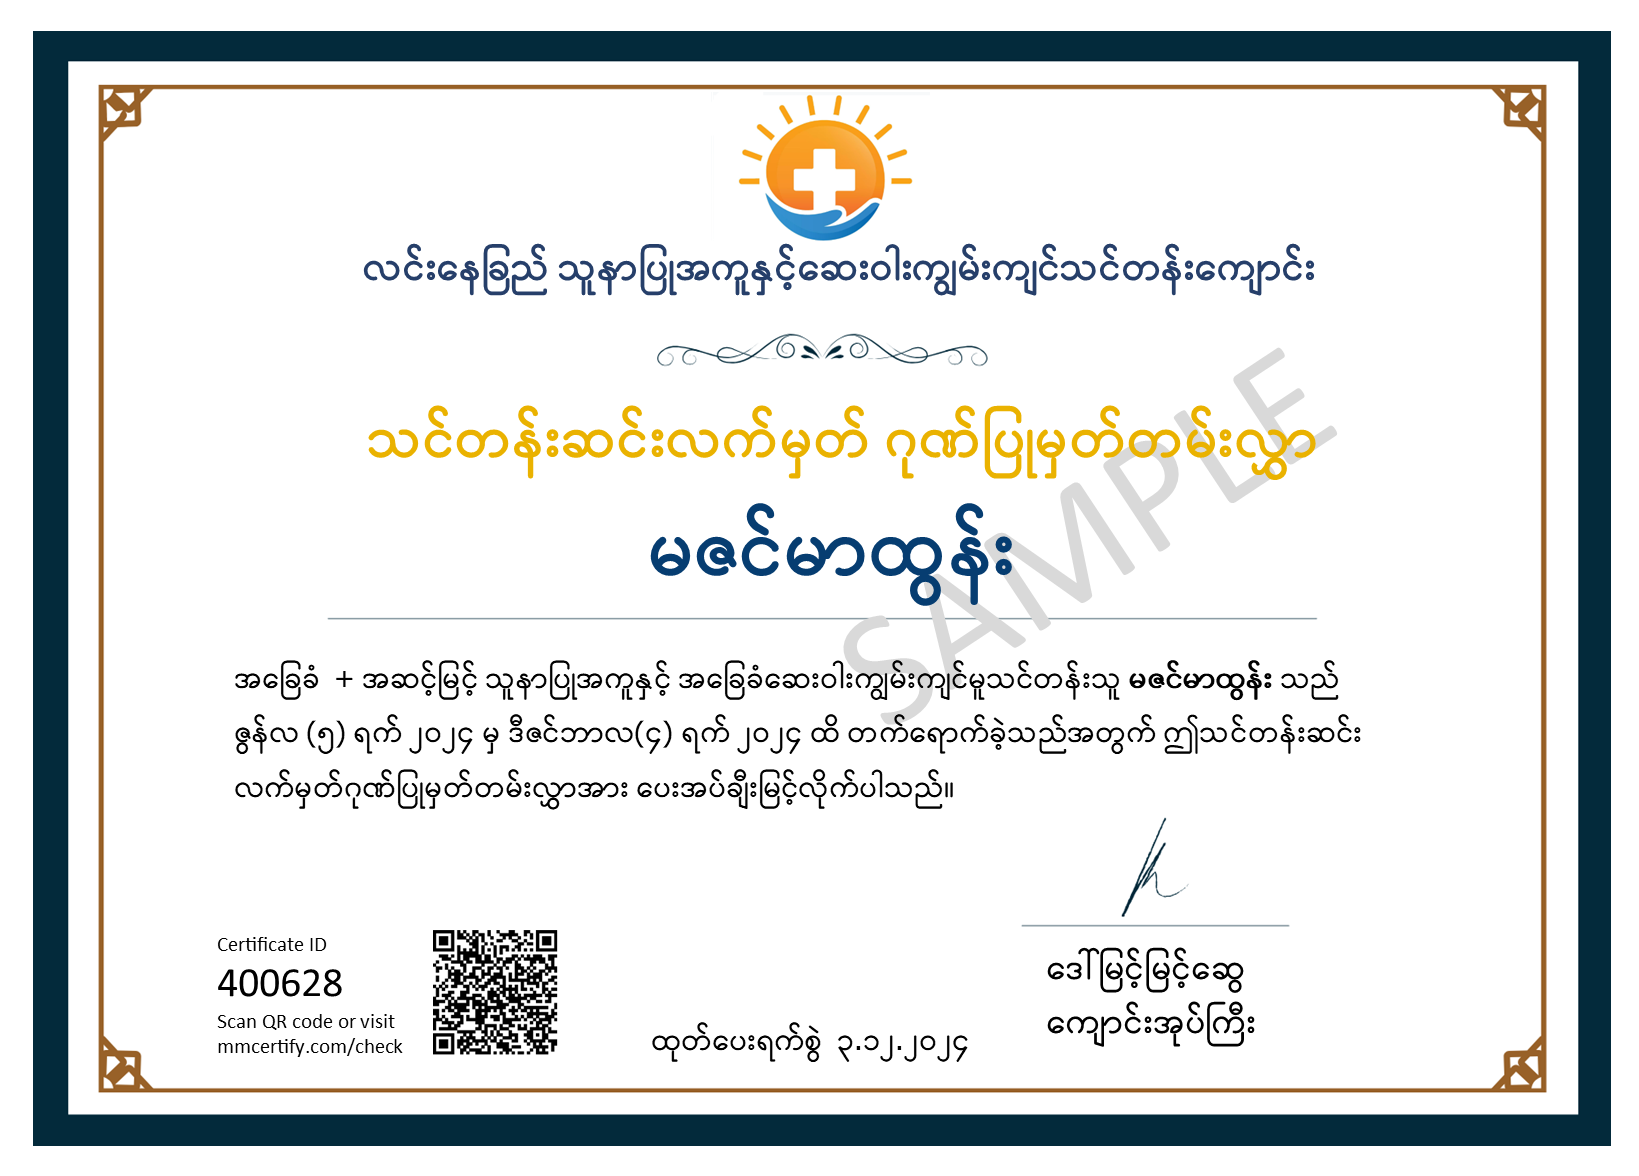 လင်းနေခြည် သူနာပြုအကူနှင့်ဆေးဝါးကျွမ်းကျင်သင်တန်းကျောင်း
သင်တန်းဆင်းလက်မှတ် ဂုဏ်ပြုမှတ်တမ်းလွှာ
မဇင်မာထွန်း
SAMPLE
အခြေခံ + အဆင့်မြင့် သူနာပြုအကူနှင့် အခြေခံဆေးဝါးကျွမ်းကျင်မှုသင်တန်းသူ မဇင်မာထွန်း သည်
ဇွန်လ (၅) ရက် ၂၀၂၄ မှ ဒီဇင်ဘာလ(၄) ရက် ၂၀၂၄ ထိ တက်ရောက်ခဲ့သည်အတွက် ဤသင်တန်းဆင်း
လက်မှတ်ဂုဏ်ပြုမှတ်တမ်းလွှာအား ပေးအပ်ချီးမြင့်လိုက်ပါသည်။
Certificate ID
400628
Scan QR code or visit
mmcertify.com/check
ထုတ်ပေးရက်စွဲ ၃.၁၂.၂၀၂၄
ဒေါ်မြင့်မြင့်ဆွေ
ကျောင်းအုပ်ကြီး